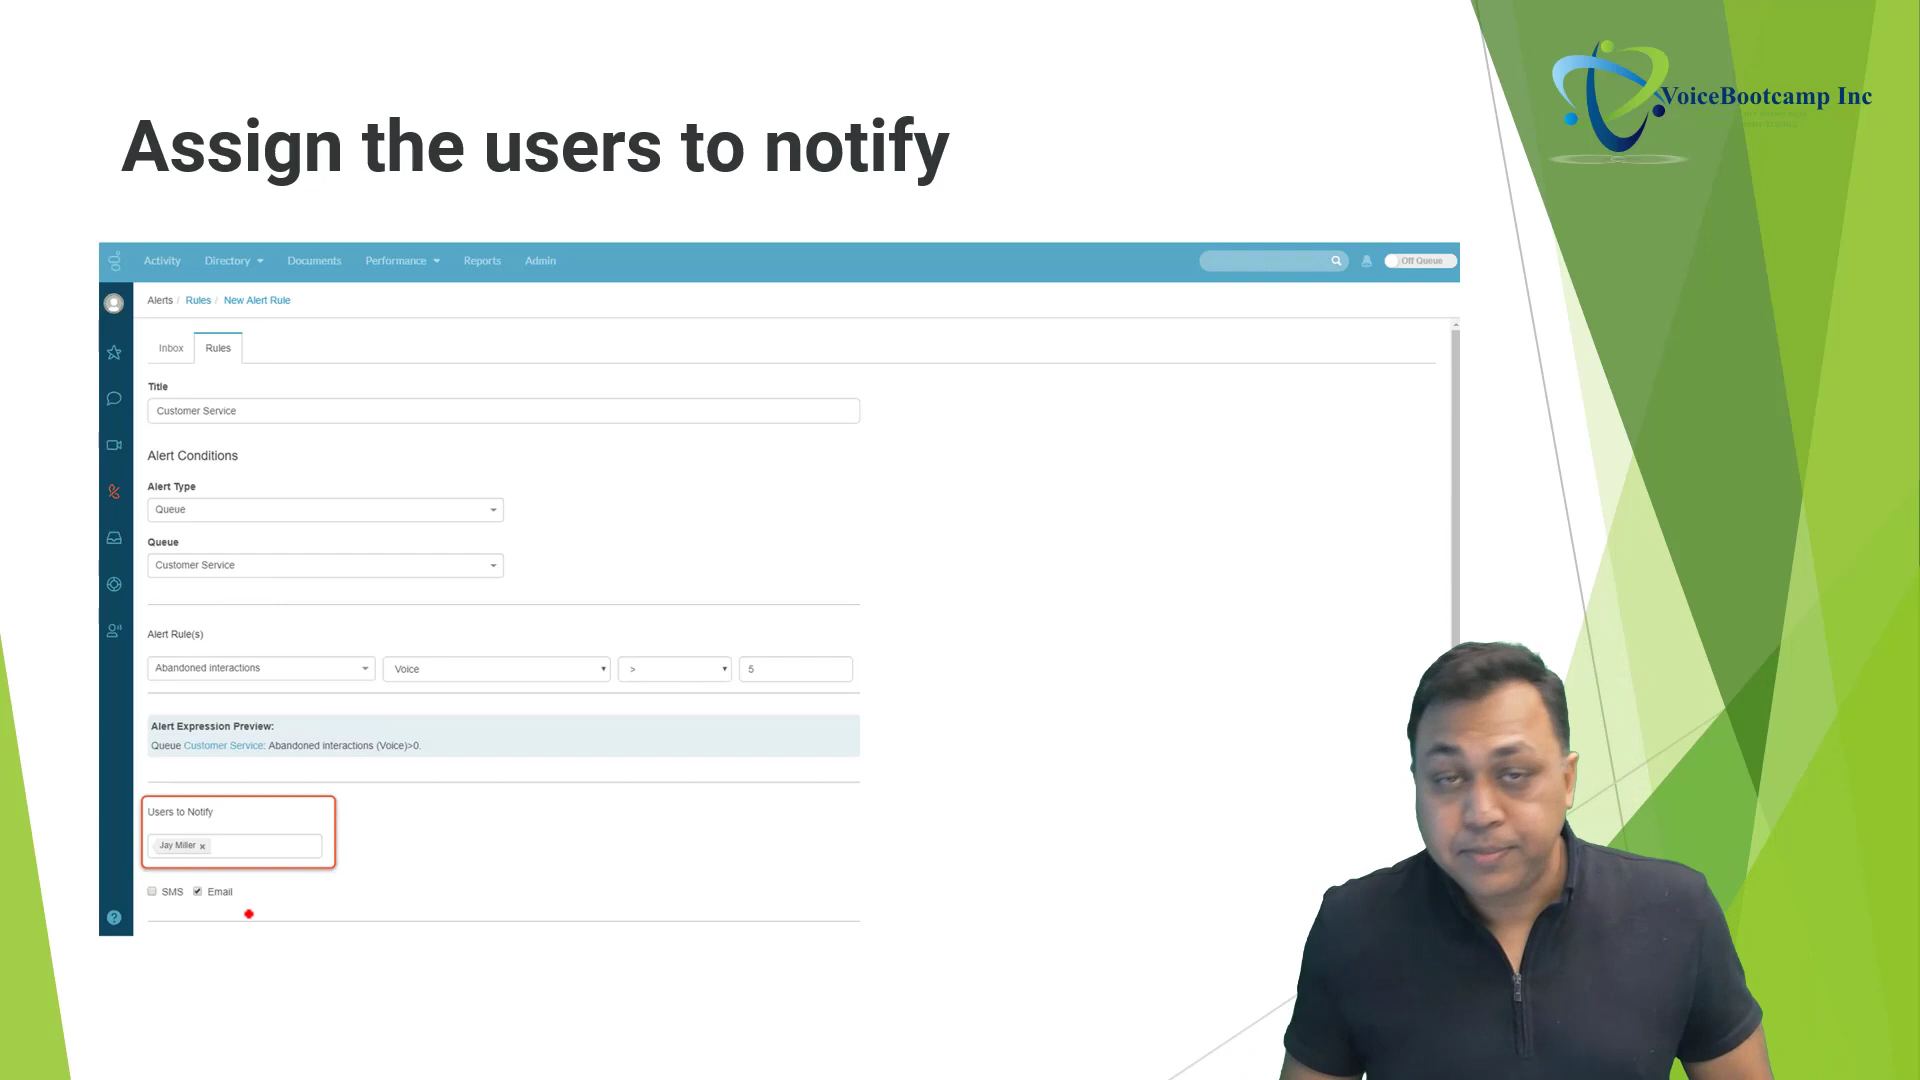 VoiceBootcamp Inc
Assign the users to notify
Activity Directory Documents Performance Reports Admin
Off Queue
Alerts / Rules / New Alert Rule
Inbox Rules
Title
Customer Service
Alert Conditions
Alert Type
Queue
Queue
Customer Service
Alert Rule(s)
Abandoned interactions Voice > 5
Alert Expression Preview:
Queue Customer Service: Abandoned interactions (Voice)>0.
Users to Notify
Jay Miller x
SMS Email
?